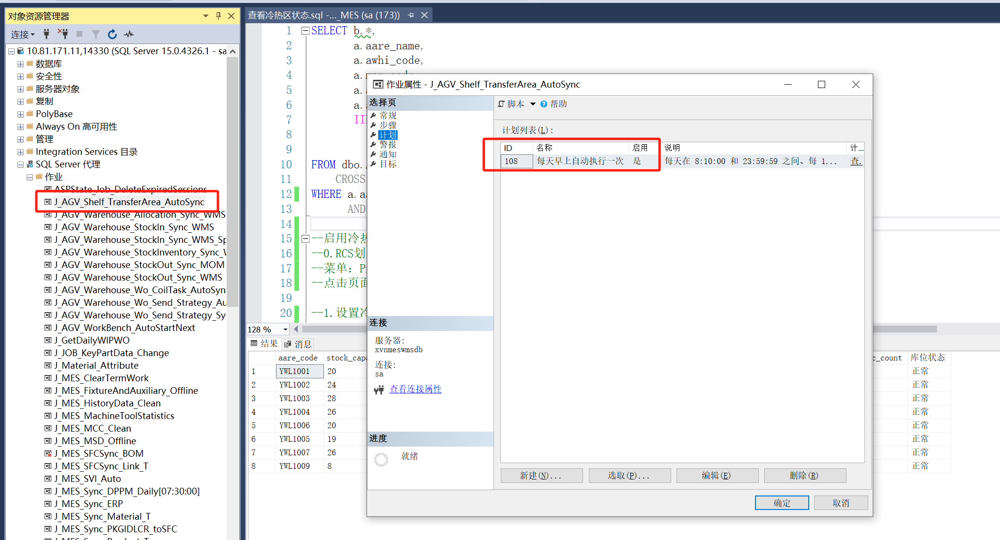 对象资源管理器
连接
10.81.171.11,14330 (SQL Server 15.0.4326.1 - sa
数据库
安全性
服务器对象
复制
PolyBase
Always On 高可用性
管理
Integration Services 目录
SQL Server 代理
作业
ASPState_Job_DeleteExpiredSessions
J_AGV_Shelf_TransferArea_AutoSync
J_AGV_Warehouse_Allocation_Sync_WMS
J_AGV_Warehouse_StockIn_Sync_WMS
J_AGV_Warehouse_StockIn_Sync_WMS_Sp
J_AGV_Warehouse_StockInventory_Sync_W
J_AGV_Warehouse_StockOut_Sync_MOM
J_AGV_Warehouse_StockOut_Sync_WMS
J_AGV_Warehouse_Wo_CoilTask_AutoSyn
J_AGV_Warehouse_Wo_Send_Strategy_Au
J_AGV_Warehouse_Wo_Send_Strategy_Sy
J_AGV_WorkBench_AutoStartNext
J_GetDailyWIPWO
J_JOB_KeyPartData_Change
J_Material_Attribute
J_MES_ClearTermWork
J_MES_FixtureAndAuxiliary_Offline
J_MES_HistoryData_Clean
J_MES_MachineToolStatistics
J_MES_MCC_Clean
J_MES_MSD_Offline
J_MES_SFCSync_BOM
J_MES_SFCSync_Link_T
J_MES_SVI_Auto
J_MES_Sync_DPPM_Daily[07:30:00]
J_MES_Sync_ERP
J_MES_Sync_Material_T
J_MES_Sync_PKGIDLCR_toSFC
查看冷热区状态.sql -..._MES (sa (173))
1 SELECT b.*,
2 a.aare_name,
3 a.awhi_code,
4 a.
5 a.
6 a.
7 II
8
9
10 FROM dbo.
11 CROSS
12 WHERE a.a
13 AND
14
15 --启用冷热
16 --0.RCS划
17 --菜单: P
18 --点击页面
19
20 --1.设置冷
128 %
结果 消息
aare_code stock_capa
1 YWL1001 20
2 YWL1002 24
3 YWL1003 28
4 YWL1004 26
5 YWL1006 20
6 YWL1005 19
7 YWL1007 26
8 YWL1009 8
c_count 库位状态
正常
正常
正常
正常
正常
正常
正常
正常
作业属性 - J_AGV_Shelf_TransferArea_AutoSync
选择页
常规
步骤
计划
警报
通知
目标
连接
服务器:
xvnmeswmsdb
连接:
sa
查看连接属性
进度
就绪
脚本 帮助
计划列表(L):
ID 名称 启用 说明 计...
108 每天早上自动执行一次 是 每天在 8:10:00 和 23:59:59 之间、每 1... 查.
新建(N)... 选取(P)... 编辑(E) 删除(R)
确定 取消